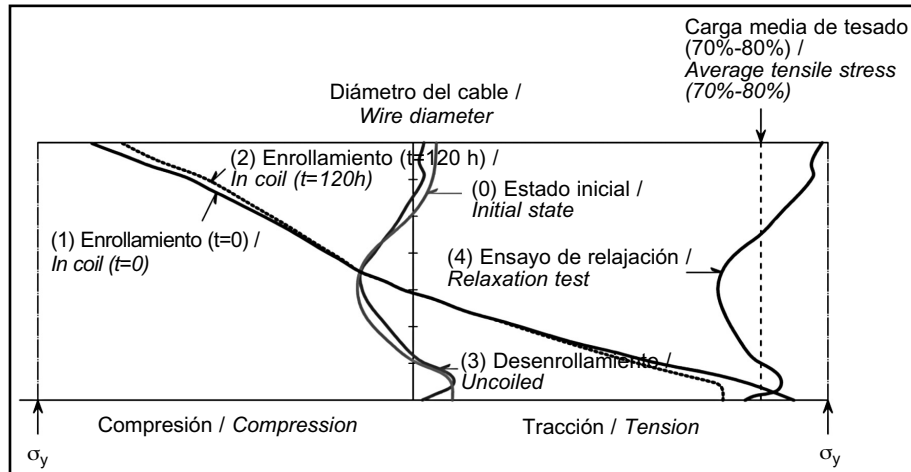 Carga media de tesado
(70%-80%) /
Average tensile stress
(70%-80%)
Diámetro del cable /
Wire diameter
(2) Enrollamiento (t=120 h) /
In coil (t=120h)
(0) Estado inicial /
Initial state
(1) Enrollamiento (t=0) /
In coil (t=0)
(4) Ensayo de relajación /
Relaxation test
(3) Desenrollamiento /
Uncoiled
Compresión / Compression
Tracción / Tension
σy
σy